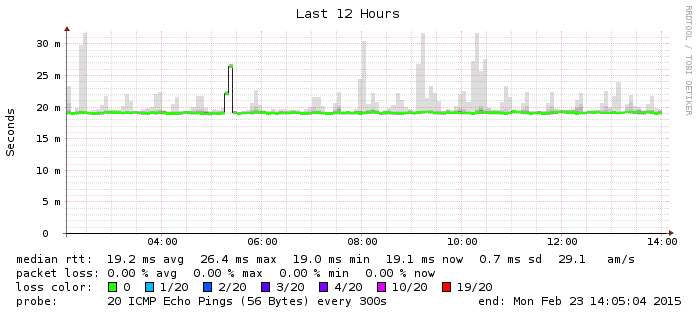 Last 12 Hours
RRDTOOL / TOBI OETIKER
Seconds
30 m
25 m
20 m
15 m
10 m
5 m
0
04:00 06:00 08:00 10:00 12:00 14:00
median rtt: 19.2 ms avg 26.4 ms max 19.0 ms min 19.1 ms now 0.7 ms sd 29.1 am/s
packet loss: 0.00 % avg 0.00 % max 0.00 % min 0.00 % now
loss color: 0 1/20 2/20 3/20 4/20 10/20 19/20
probe: 20 ICMP Echo Pings (56 Bytes) every 300s end: Mon Feb 23 14:05:04 2015